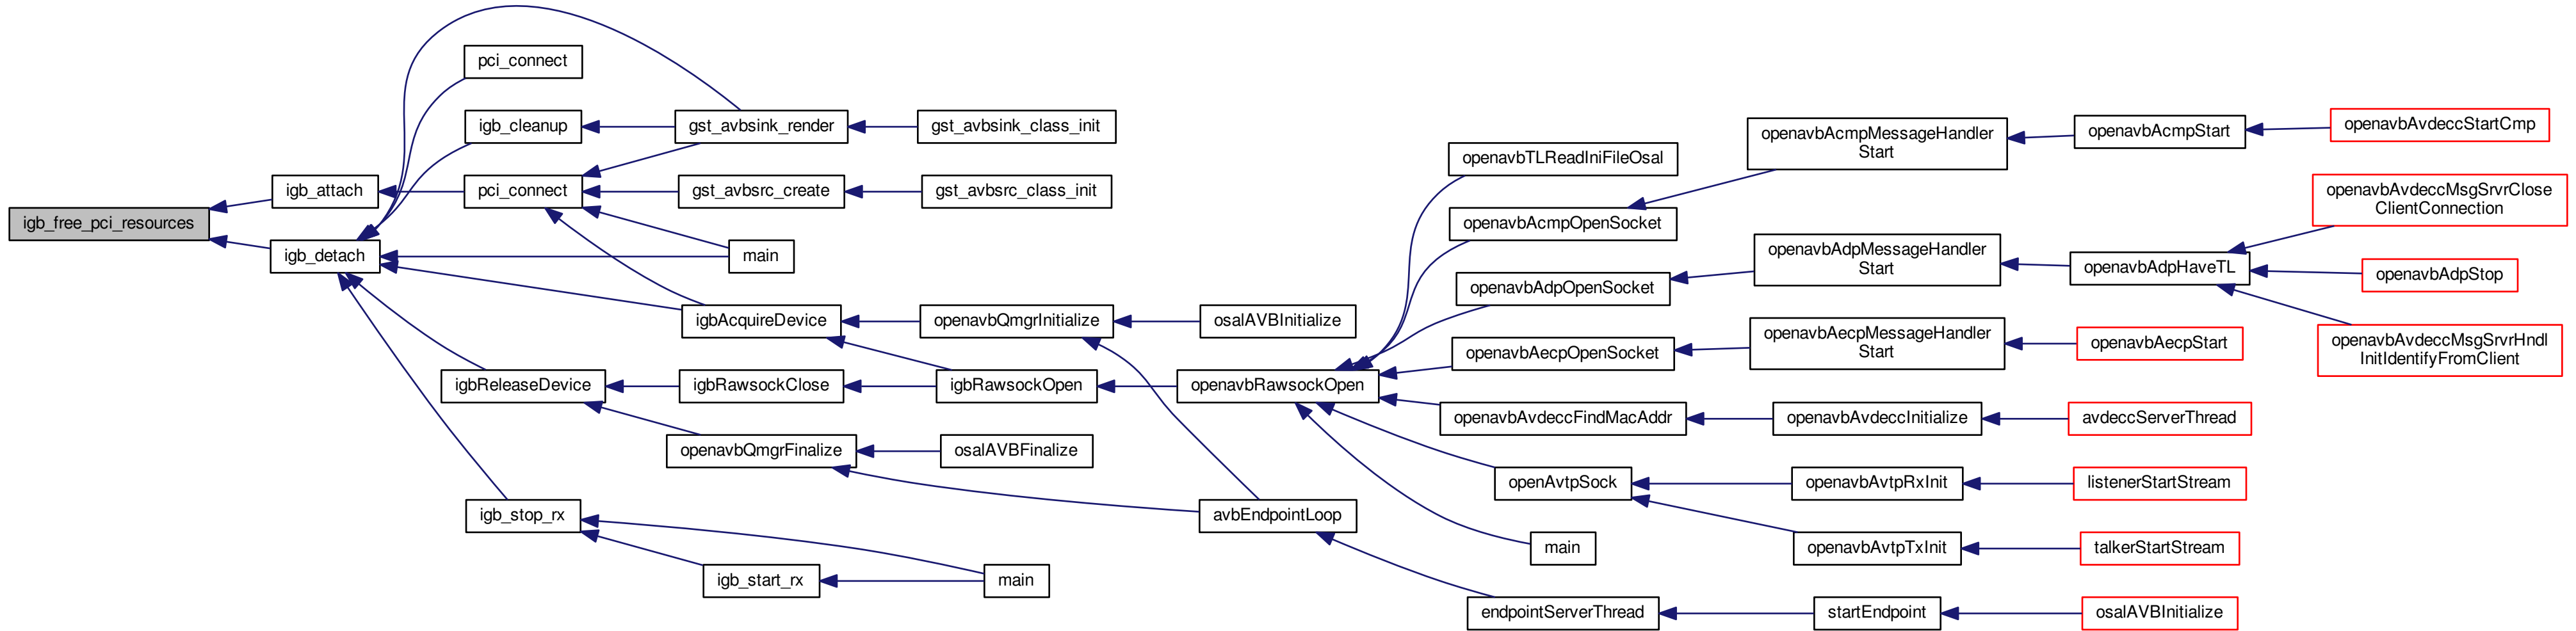 igb_free_pci_resources
igb_attach
igb_detach
pci_connect
igb_cleanup
pci_connect
igbReleaseDevice
igb_stop_rx
gst_avbsink_render
gst_avbsrc_create
main
igbAcquireDevice
igbRawsockClose
openavbQmgrFinalize
igb_start_rx
gst_avbsink_class_init
gst_avbsrc_class_init
openavbQmgrInitialize
igbRawsockOpen
osalAVBFinalize
main
osalAVBInitialize
openavbRawsockOpen
avbEndpointLoop
openavbTLReadIniFileOsal
openavbAcmpOpenSocket
openavbAdpOpenSocket
openavbAecpOpenSocket
openavbAvdeccFindMacAddr
openAvtpSock
main
endpointServerThread
openavbAcmpMessageHandler
Start
openavbAdpMessageHandler
Start
openavbAecpMessageHandler
Start
openavbAvdeccInitialize
openavbAvtpRxInit
openavbAvtpTxInit
startEndpoint
openavbAcmpStart
openavbAdpHaveTL
openavbAecpStart
avdeccServerThread
listenerStartStream
talkerStartStream
osalAVBInitialize
openavbAvdeccStartCmp
openavbAvdeccMsgSrvrClose
ClientConnection
openavbAdpStop
openavbAvdeccMsgSrvrHndl
InitIdentifyFromClient